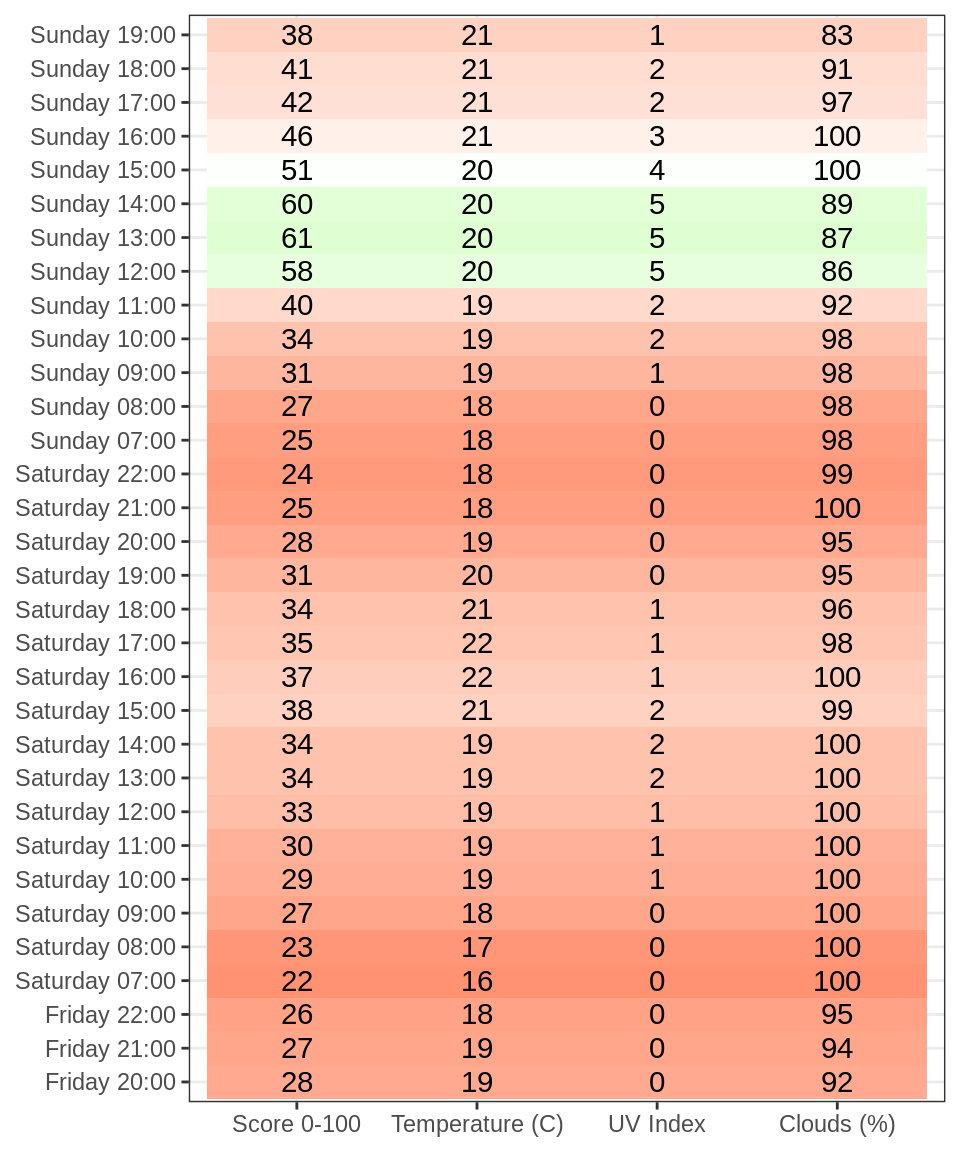 Sunday 19:00 38 21 1 83
Sunday 18:00 41 21 2 91
Sunday 17:00 42 21 2 97
Sunday 16:00 46 21 3 100
Sunday 15:00 51 20 4 100
Sunday 14:00 60 20 5 89
Sunday 13:00 61 20 5 87
Sunday 12:00 58 20 5 86
Sunday 11:00 40 19 2 92
Sunday 10:00 34 19 2 98
Sunday 09:00 31 19 1 98
Sunday 08:00 27 18 0 98
Sunday 07:00 25 18 0 98
Saturday 22:00 24 18 0 99
Saturday 21:00 25 18 0 100
Saturday 20:00 28 19 0 95
Saturday 19:00 31 20 0 95
Saturday 18:00 34 21 1 96
Saturday 17:00 35 22 1 98
Saturday 16:00 37 22 1 100
Saturday 15:00 38 21 2 99
Saturday 14:00 34 19 2 100
Saturday 13:00 34 19 2 100
Saturday 12:00 33 19 1 100
Saturday 11:00 30 19 1 100
Saturday 10:00 29 19 1 100
Saturday 09:00 27 18 0 100
Saturday 08:00 23 17 0 100
Saturday 07:00 22 16 0 100
Friday 22:00 26 18 0 95
Friday 21:00 27 19 0 94
Friday 20:00 28 19 0 92
Score 0-100 Temperature (C) UV Index Clouds (%)